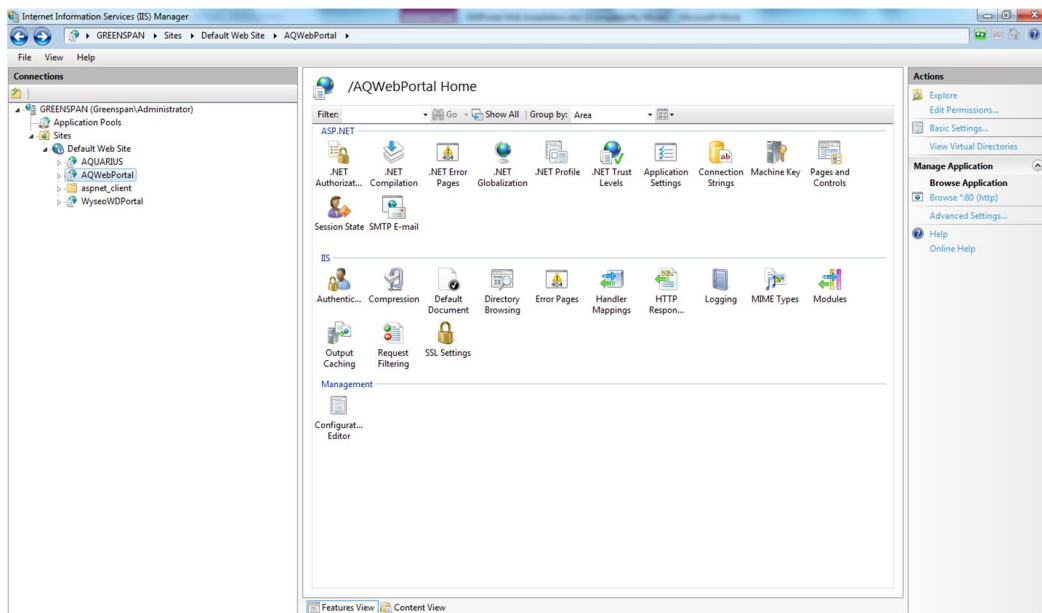 Internet Information Services (IIS) Manager
GREENSPAN Sites Default Web Site AQWebPortal
File View Help
Connections
GREENSPAN (Greenspan\Administrator)
Application Pools
Sites
Default Web Site
AQUARIUS
AQWebPortal
aspnet_client
WyseoWDPortal
/AQWebPortal Home
Filter: Go Show All Group by: Area
ASP.NET
.NET Authorizat...
.NET Compilation
.NET Error Pages
.NET Globalization
.NET Profile
.NET Trust Levels
Application Settings
Connection Strings
Machine Key
Pages and Controls
Session State
SMTP E-mail
IIS
Authentic...
Compression
Default Document
Directory Browsing
Error Pages
Handler Mappings
HTTP Respon...
Logging
MIME Types
Modules
Output Caching
Request Filtering
SSL Settings
Management
Configurat... Editor
Features View Content View
Actions
Explore
Edit Permissions...
Basic Settings...
View Virtual Directories
Manage Application
Browse Application
Browse *:80 (http)
Advanced Settings...
Help
Online Help